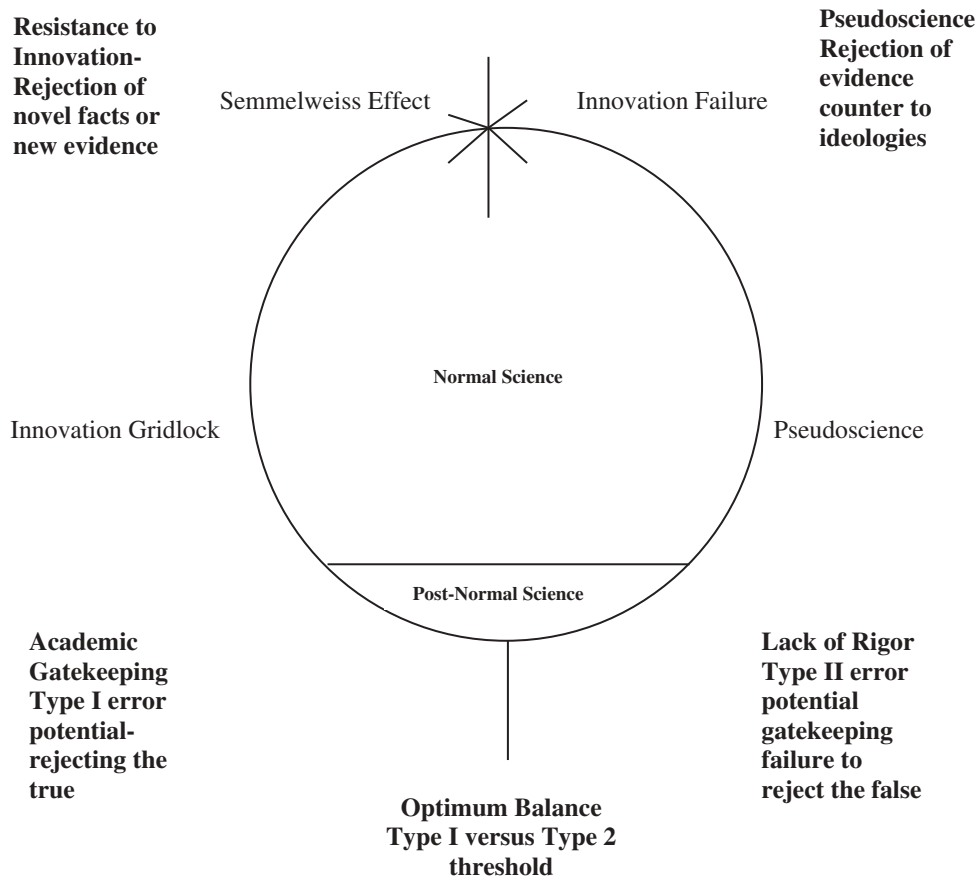 Resistance to
Innovation-
Rejection of
novel facts or
new evidence
Semmelweiss Effect
Innovation Failure
Pseudoscience
Rejection of
evidence
counter to
ideologies
Normal Science
Innovation Gridlock
Pseudoscience
Post-Normal Science
Academic
Gatekeeping
Type I error
potential-
rejecting the
true
Lack of Rigor
Type II error
potential
gatekeeping
failure to
reject the false
Optimum Balance
Type I versus Type 2
threshold